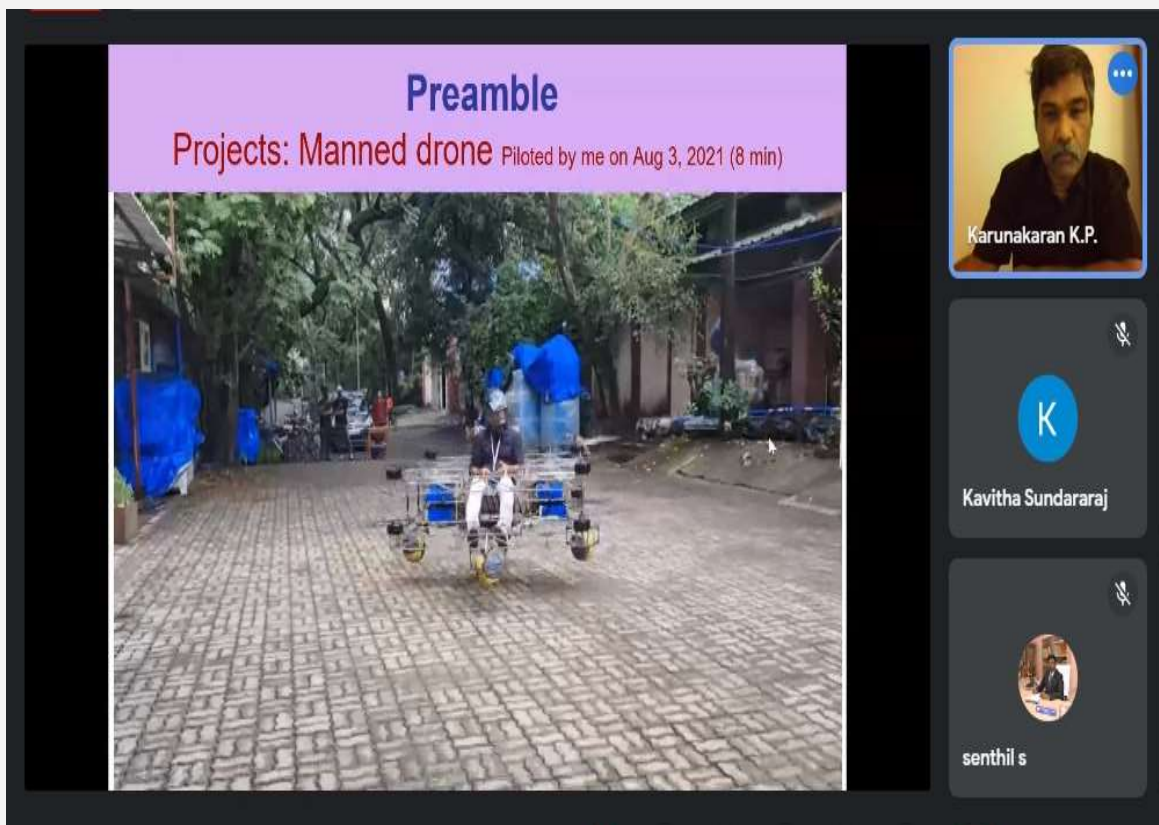 Preamble
Projects: Manned drone Piloted by me on Aug 3, 2021 (8 min)
Karunakaran K.P.
K
Kavitha Sundararaj
senthil s